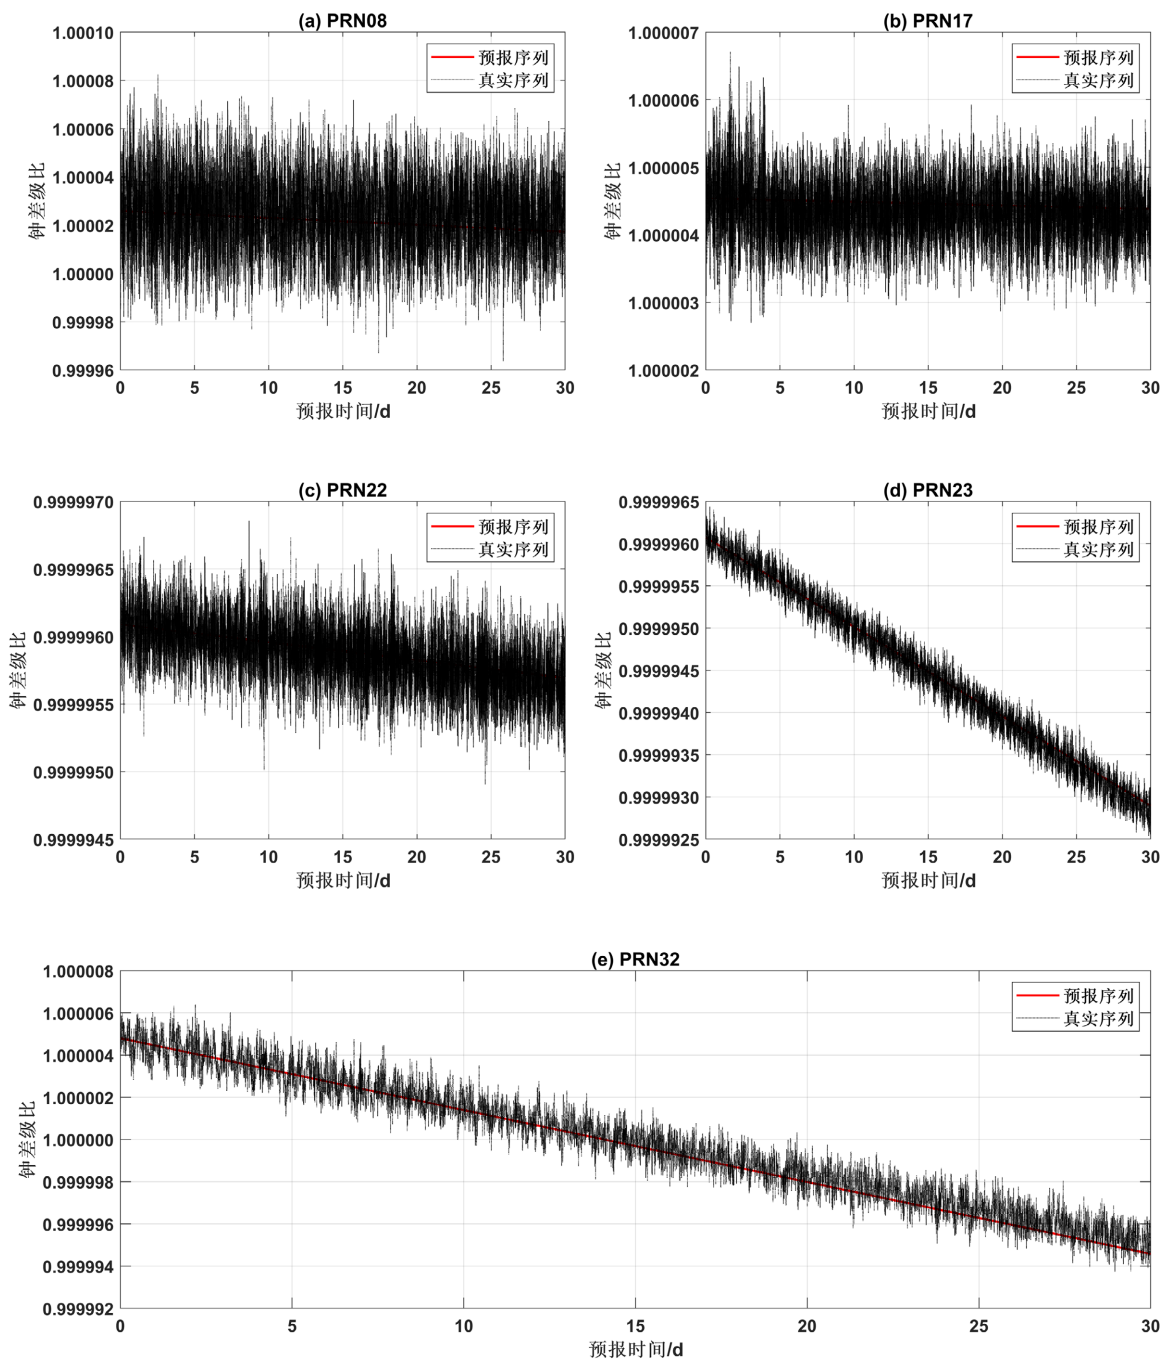 (a) PRN08
1.00010
1.00008
1.00006
1.00004
1.00002
1.00000
0.99998
0.99996
钟差级比
预报序列
真实序列
0 5 10 15 20 25 30
预报时间/d
(b) PRN17
1.000007
1.000006
1.000005
1.000004
1.000003
1.000002
钟差级比
预报序列
真实序列
0 5 10 15 20 25 30
预报时间/d
(c) PRN22
0.9999970
0.9999965
0.9999960
0.9999955
0.9999950
0.9999945
钟差级比
预报序列
真实序列
0 5 10 15 20 25 30
预报时间/d
(d) PRN23
0.9999965
0.9999960
0.9999955
0.9999950
0.9999945
0.9999940
0.9999935
0.9999930
0.9999925
钟差级比
预报序列
真实序列
0 5 10 15 20 25 30
预报时间/d
(e) PRN32
1.000008
1.000006
1.000004
1.000002
1.000000
0.999998
0.999996
0.999994
0.999992
钟差级比
预报序列
真实序列
0 5 10 15 20 25 30
预报时间/d